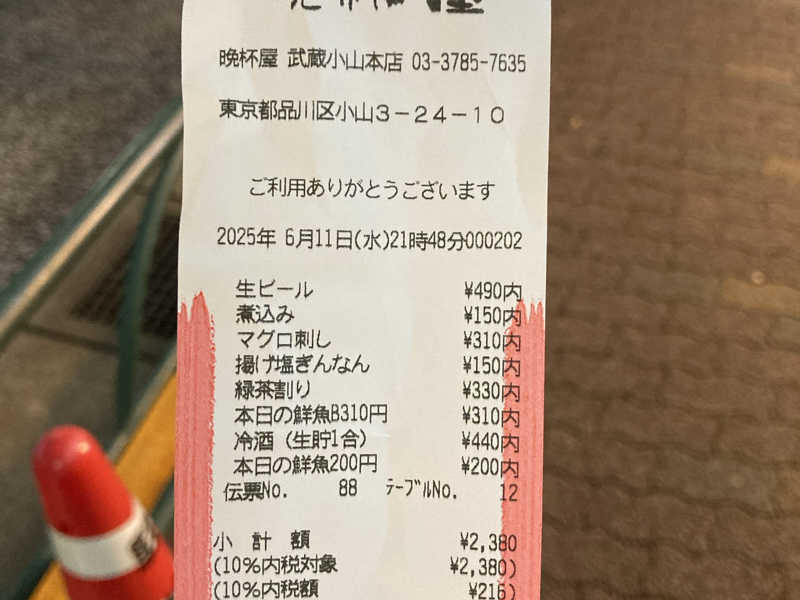 晩杯屋 武蔵小山本店 03-3785-7635
東京都品川区小山3-24-10
ご利用ありがとうございます
2025年 6月11日(水)21時48分000202
生ビール ¥490内
煮込み ¥150内
マグロ刺し ¥310内
揚げ塩ぎんなん ¥150内
緑茶割り ¥330内
本日の鮮魚B310円 ¥310内
冷酒(生貯1合) ¥440内
本日の鮮魚200円 ¥200内
伝票No. 88 テーブルNo. 12
小 計 額 ¥2,380
(10%内税対象 ¥2,380)
(10%内税額 ¥216)